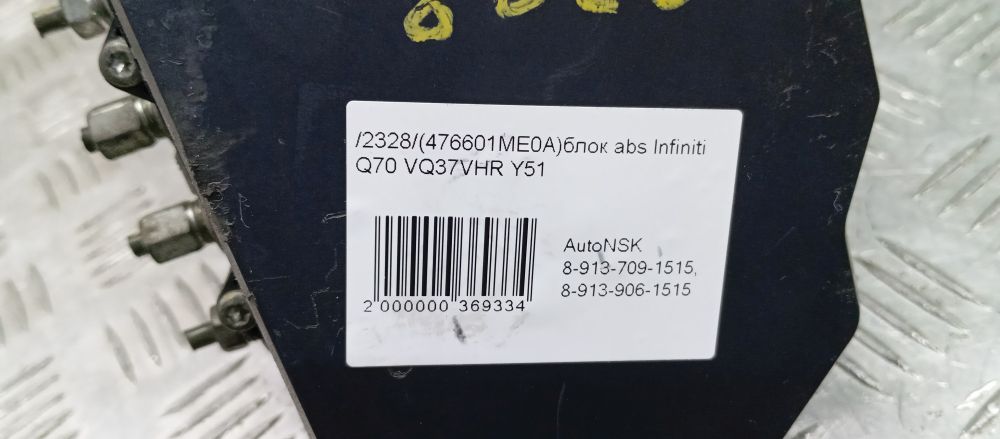 /2328/(476601ME0A)блок abs Infiniti
Q70 VQ37VHR Y51
AutoNSK
8-913-709-1515,
8-913-906-1515
2 000000 369334